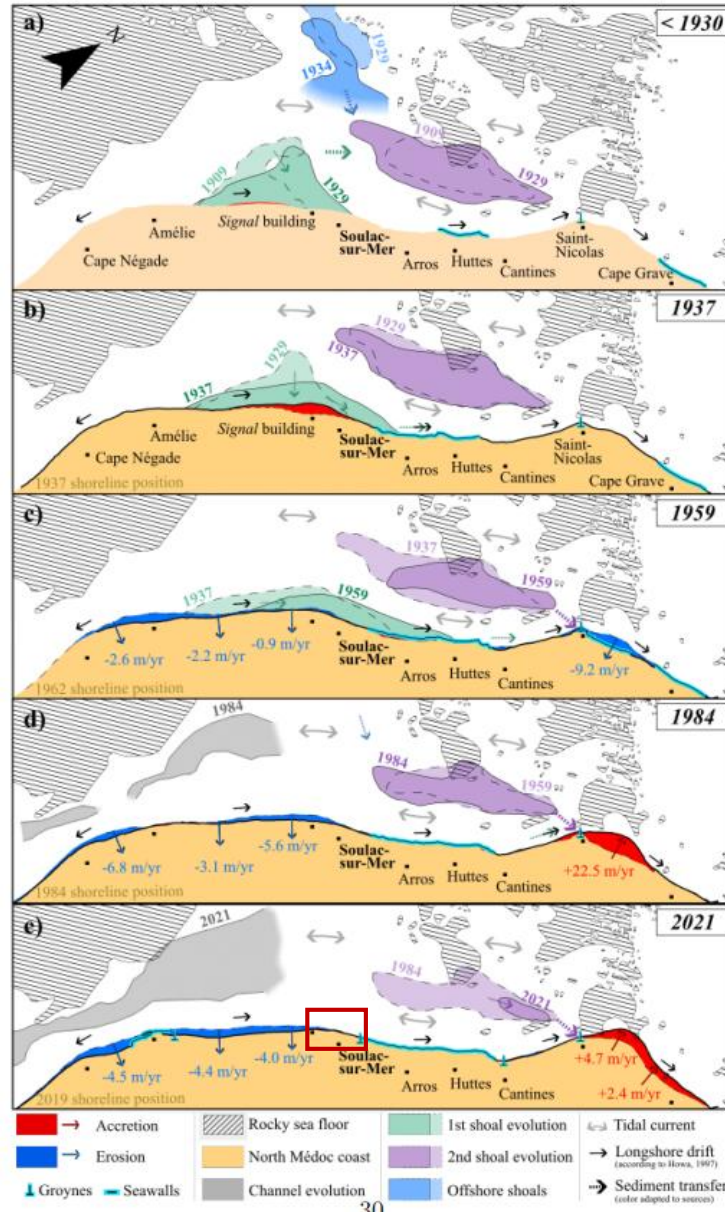 a)
< 1930
N
1929
1934
1909
1909
1929
1929
Amélie
Signal building
Soulac-
sur-Mer
Saint-
Nicolas
Cape Négade
Arros
Huttes
Cantines
Cape Grave
b)
1937
1929
1929
1937
1937
Amélie
Signal building
Soulac-
sur-Mer
Saint-
Nicolas
Cape Négade
Arros
Huttes
Cantines
Cape Grave
1937 shoreline position
c)
1959
1937
1937
1959
1959
-2.6 m/yr
-2.2 m/yr
-0.9 m/yr
Soulac-
sur-Mer
-9.2 m/yr
Arros
Huttes
Cantines
1962 shoreline position
d)
1984
1984
1984
1959
-6.8 m/yr
-3.1 m/yr
-5.6 m/yr
Soulac-
sur-Mer
+22.5 m/yr
Arros
Huttes
Cantines
1984 shoreline position
e)
2021
2021
1984
2021
-4.5 m/yr
-4.4 m/yr
-4.0 m/yr
Soulac-
sur-Mer
+4.7 m/yr
+2.4 m/yr
Arros
Huttes
Cantines
2019 shoreline position
Accretion
Rocky sea floor
1st shoal evolution
Tidal current
Erosion
North Médoc coast
2nd shoal evolution
Longshore drift
(according to Howa, 1997)
Groynes
Seawalls
Channel evolution
Offshore shoals
Sediment transfer
(color adapted to sources)
30